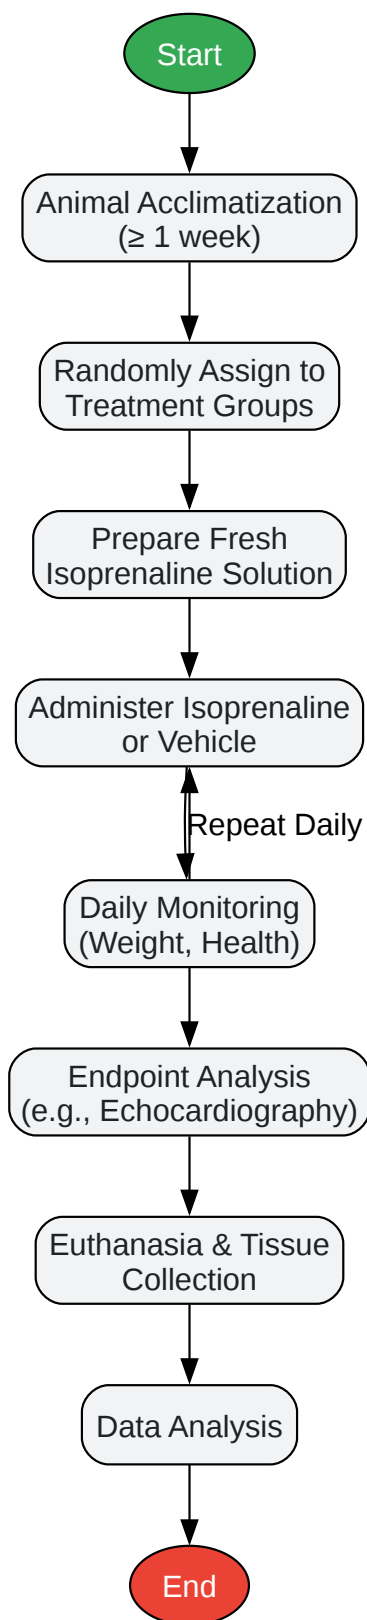 Start
Animal Acclimatization
(≥ 1 week)
Randomly Assign to
Treatment Groups
Prepare Fresh
Isoprenaline Solution
Administer Isoprenaline
or Vehicle
Repeat Daily
Daily Monitoring
(Weight, Health)
Endpoint Analysis
(e.g., Echocardiography)
Euthanasia & Tissue
Collection
Data Analysis
End